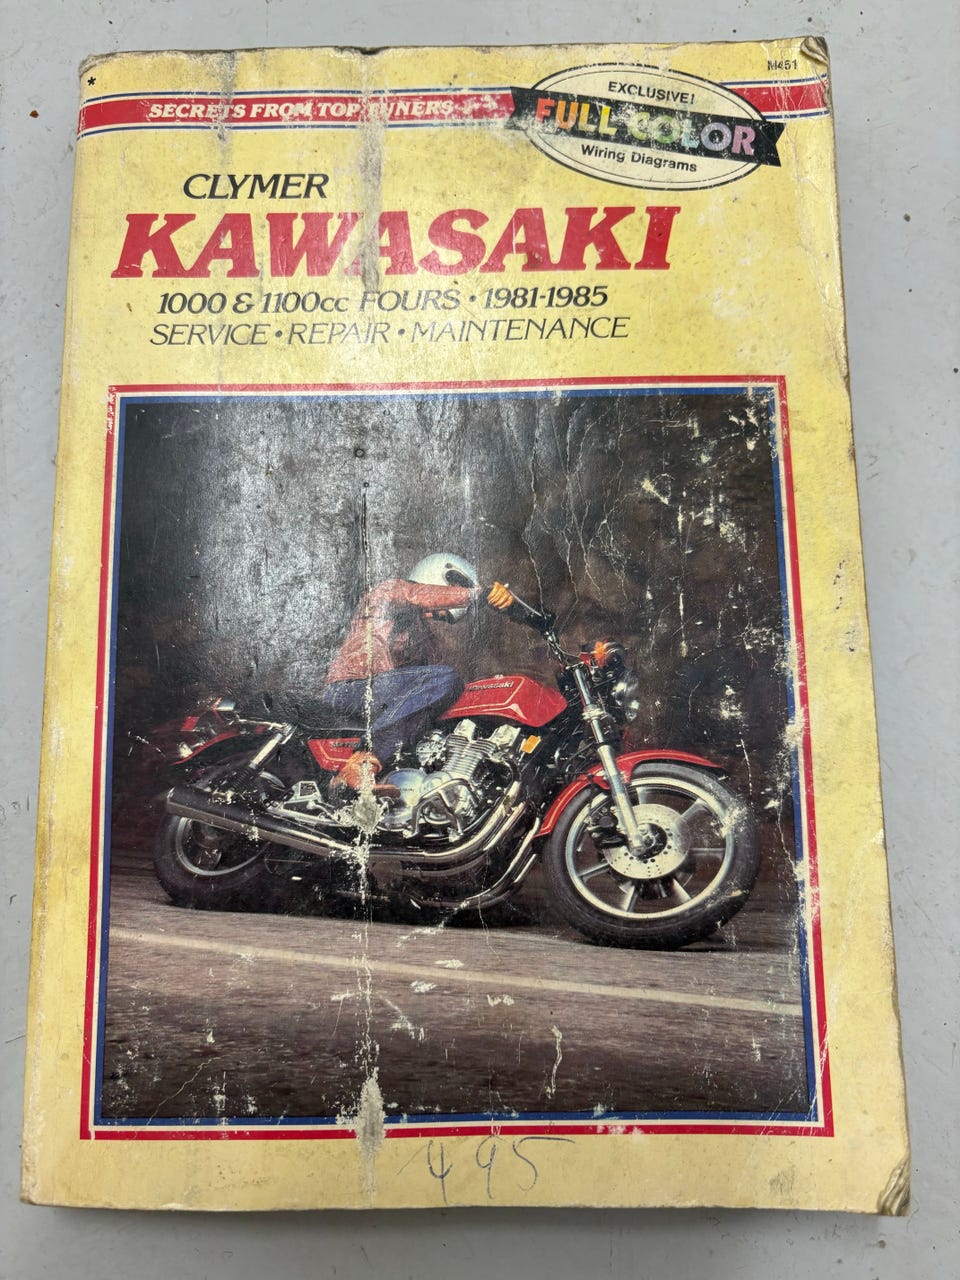 *
M451
SECRETS FROM TOP TUNERS
EXCLUSIVE!
FULL COLOR
Wiring Diagrams
CLYMER
KAWASAKI
1000 & 1100cc FOURS • 1981-1985
SERVICE • REPAIR • MAINTENANCE
Kawasaki
495